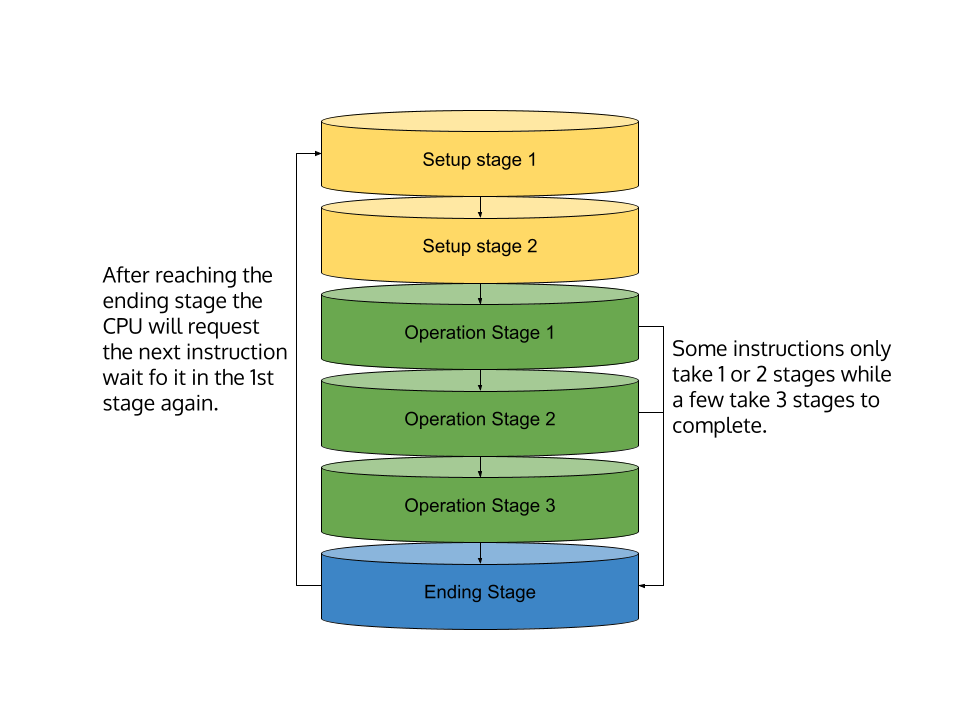 Setup stage 1
Setup stage 2
After reaching the
ending stage the
CPU will request
the next instruction
wait fo it in the 1st
stage again.
Operation Stage 1
Some instructions only
take 1 or 2 stages while
a few take 3 stages to
complete.
Operation Stage 2
Operation Stage 3
Ending Stage